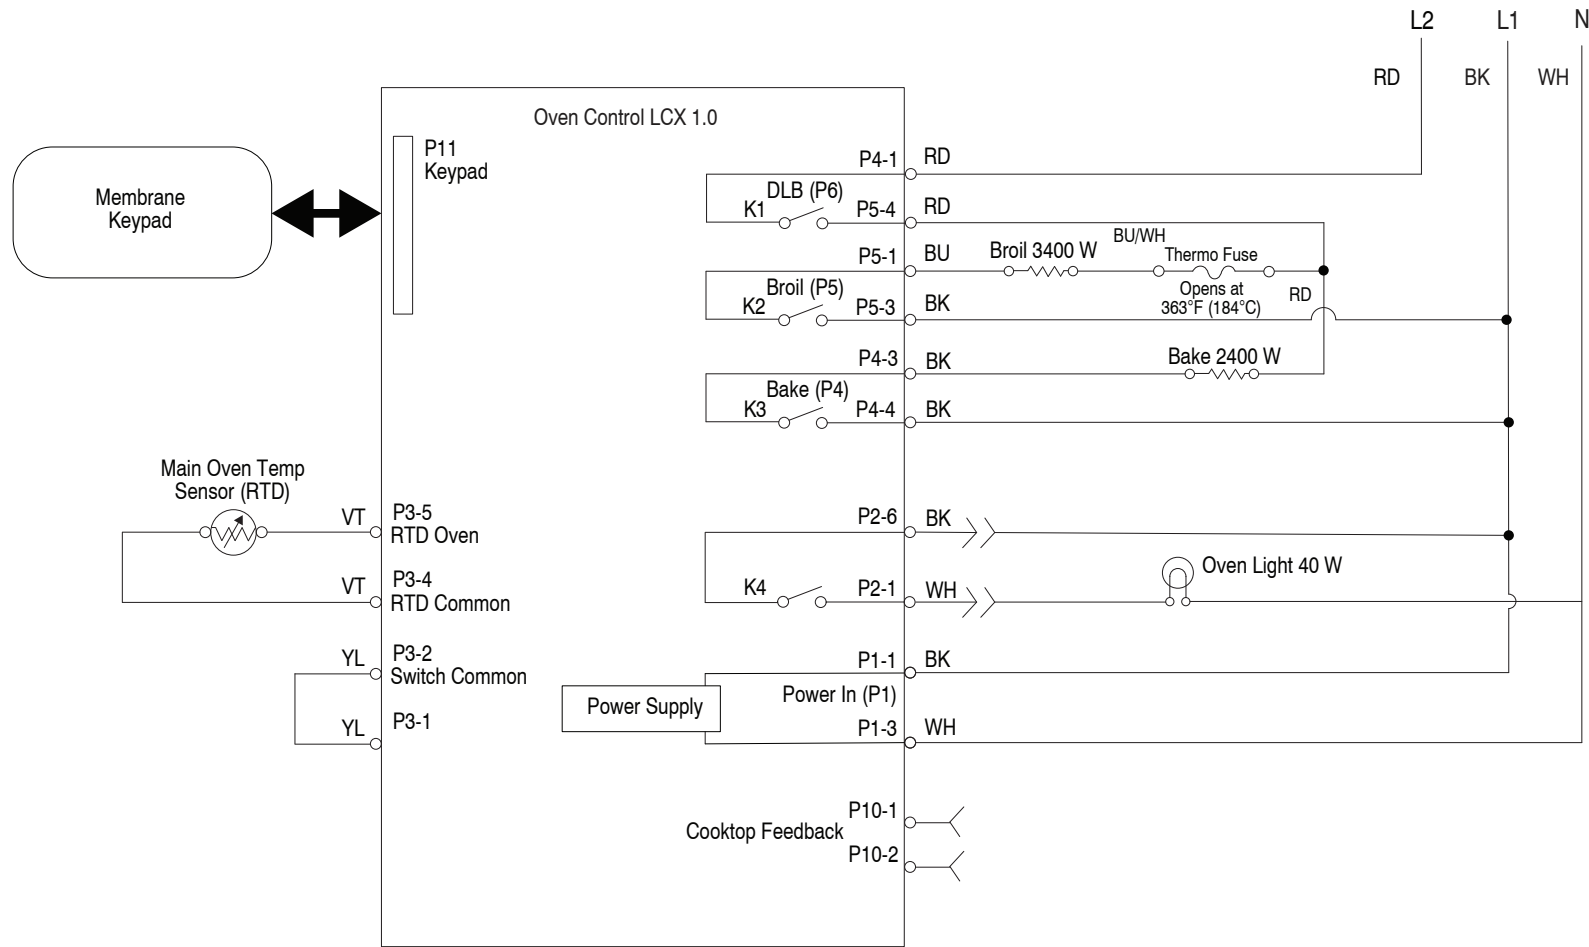 L2
L1
N
RD
BK
WH
Oven Control LCX 1.0
P11
Keypad
Membrane
Keypad
P4-1
RD
DLB (P6)
K1
P5-4
RD
P5-1
BU
Broil 3400 W
BU/WH
Thermo Fuse
Opens at
363°F (184°C)
RD
Broil (P5)
K2
P5-3
BK
P4-3
BK
Bake 2400 W
Bake (P4)
K3
P4-4
BK
Main Oven Temp
Sensor (RTD)
VT
P3-5
RTD Oven
VT
P3-4
RTD Common
YL
P3-2
Switch Common
YL
P3-1
P2-6
BK
K4
P2-1
WH
Oven Light 40 W
P1-1
BK
Power Supply
Power In (P1)
P1-3
WH
P10-1
Cooktop Feedback
P10-2